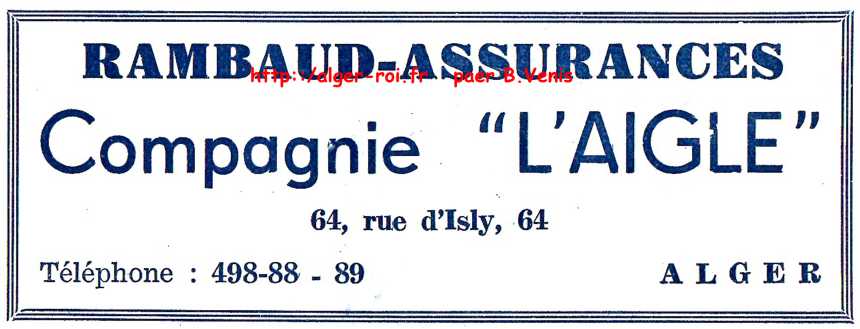 RAMBAUD-ASSURANCES
http://alger-roi.fr paer B.Venis
Compagnie "L'AIGLE"
64, rue d'Isly, 64
Téléphone : 498-88 - 89
ALGER